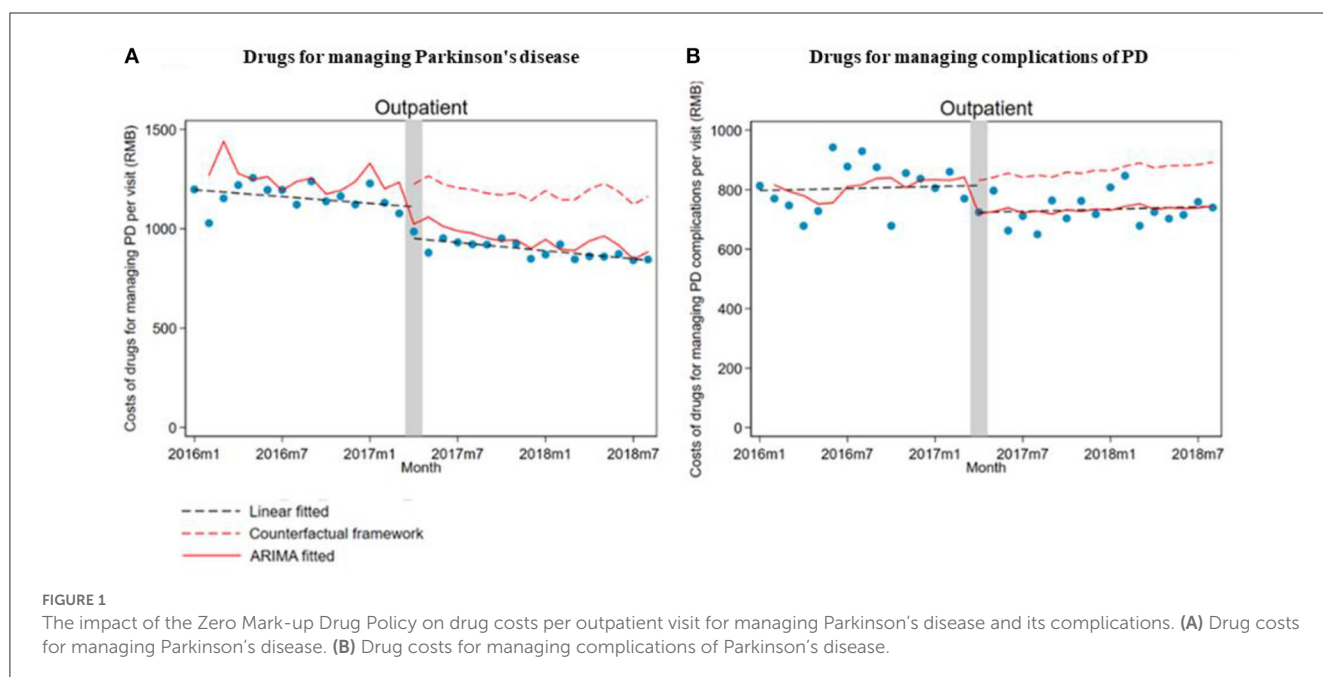 A Drugs for managing Parkinson's disease
Outpatient
Costs of drugs for managing PD per visit (RMB)
1500
1000
500
0
2016m1 2016m7 2017m1 2017m7 2018m1 2018m7
Month
B Drugs for managing complications of PD
Outpatient
Costs of drugs for managing PD complications per visit (RMB)
1000
800
600
400
200
0
2016m1 2016m7 2017m1 2017m7 2018m1 2018m7
Month
Linear fitted
Counterfactual framework
ARIMA fitted
FIGURE 1
The impact of the Zero Mark-up Drug Policy on drug costs per outpatient visit for managing Parkinson's disease and its complications. (A) Drug costs
for managing Parkinson's disease. (B) Drug costs for managing complications of Parkinson's disease.